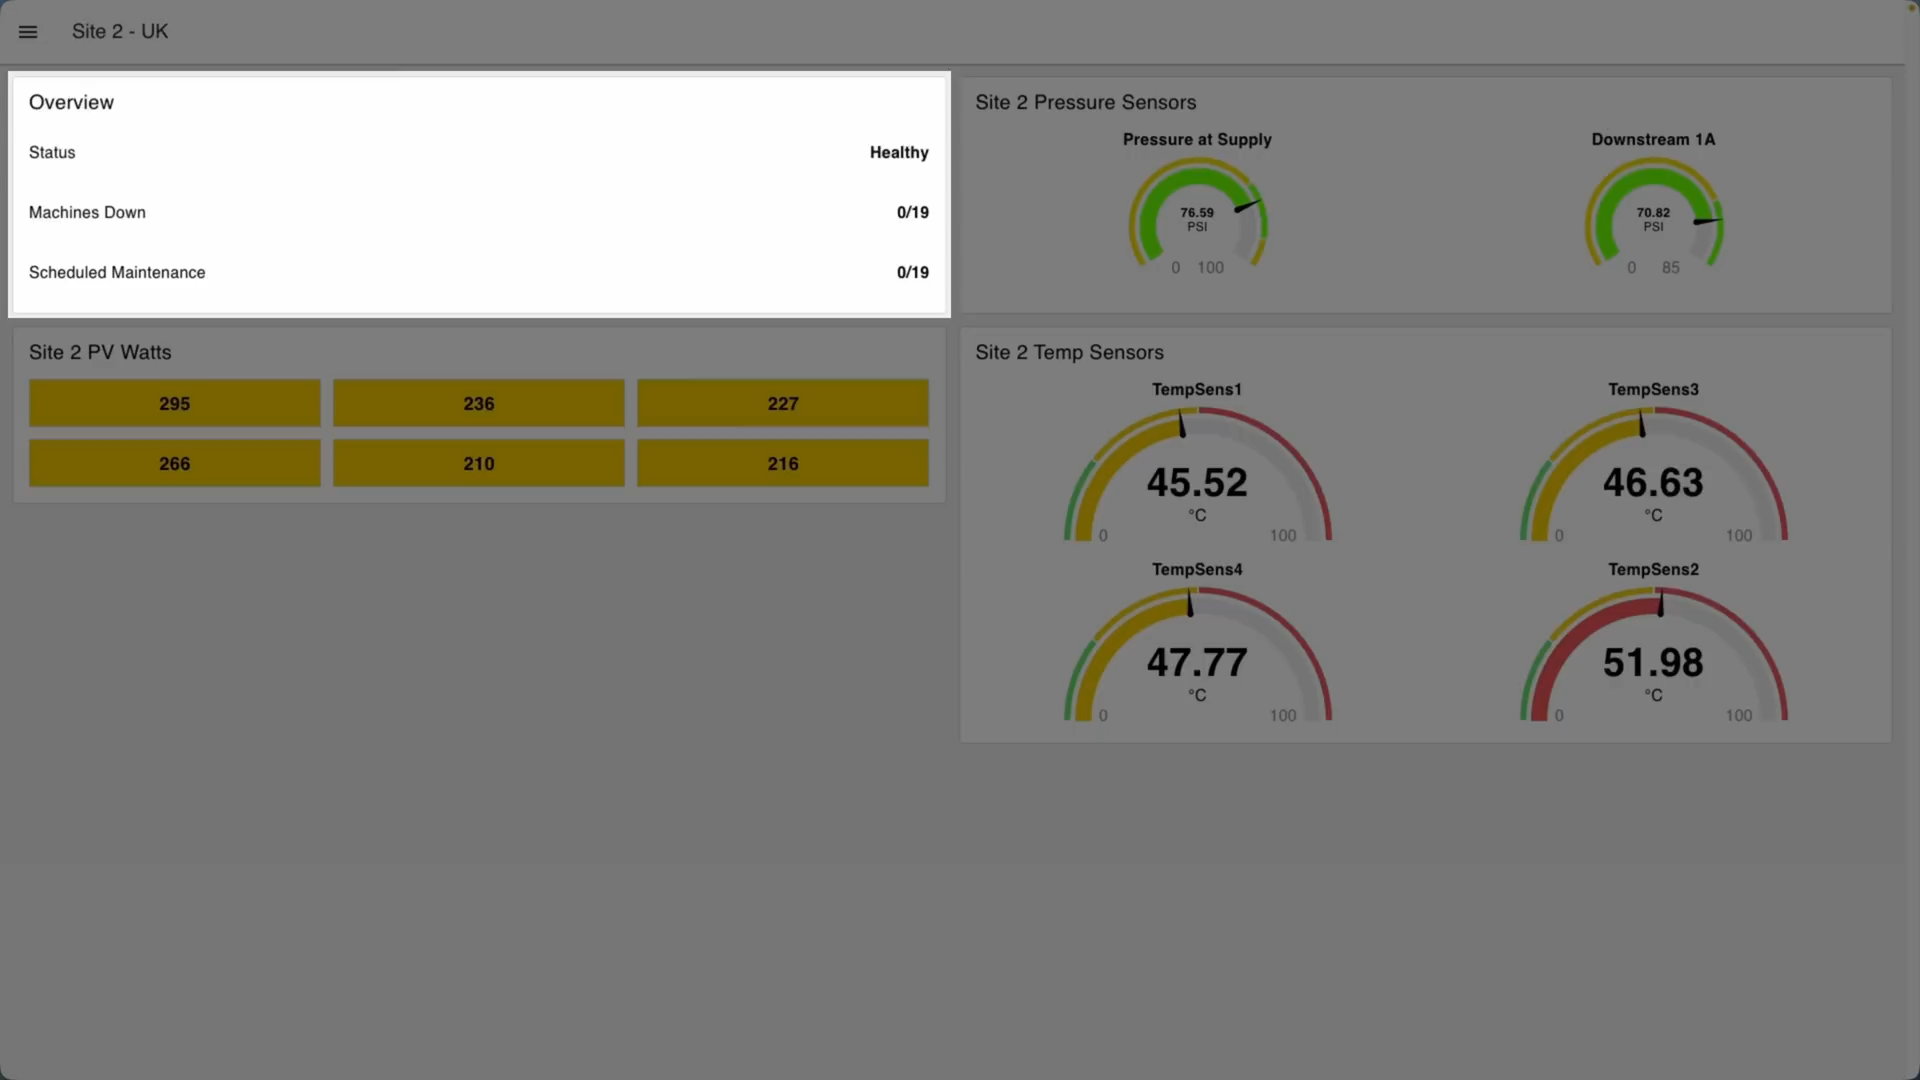 Site 2 - UK
Overview
Status
Healthy
Machines Down
0/19
Scheduled Maintenance
0/19
Site 2 PV Watts
295
236
227
266
210
216
Site 2 Pressure Sensors
Pressure at Supply
76.59
PSI
0 100
Downstream 1A
70.82
PSI
0 85
Site 2 Temp Sensors
TempSens1
45.52
°C
0 100
TempSens3
46.63
°C
0 100
TempSens4
47.77
°C
0 100
TempSens2
51.98
°C
0 100